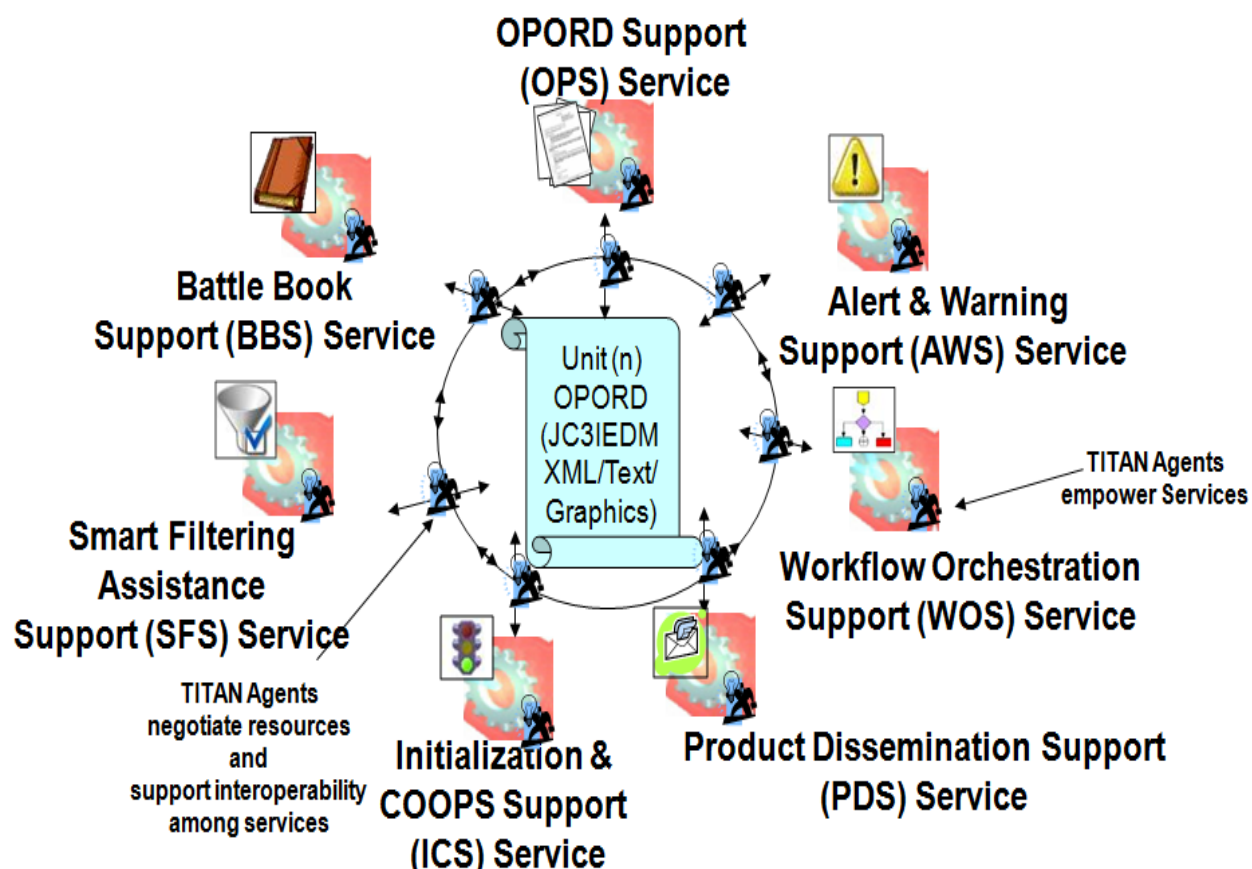 OPORD Support
(OPS) Service
Battle Book
Support (BBS) Service
Alert & Warning
Support (AWS) Service
Unit (n)
OPORD
(JC3IEDM
XML/Text/
Graphics)
TITAN Agents
empower Services
Smart Filtering
Assistance
Support (SFS) Service
Workflow Orchestration
Support (WOS) Service
TITAN Agents
negotiate resources
and
support interoperability
among services
Initialization &
COOPS Support
(ICS) Service
Product Dissemination Support
(PDS) Service